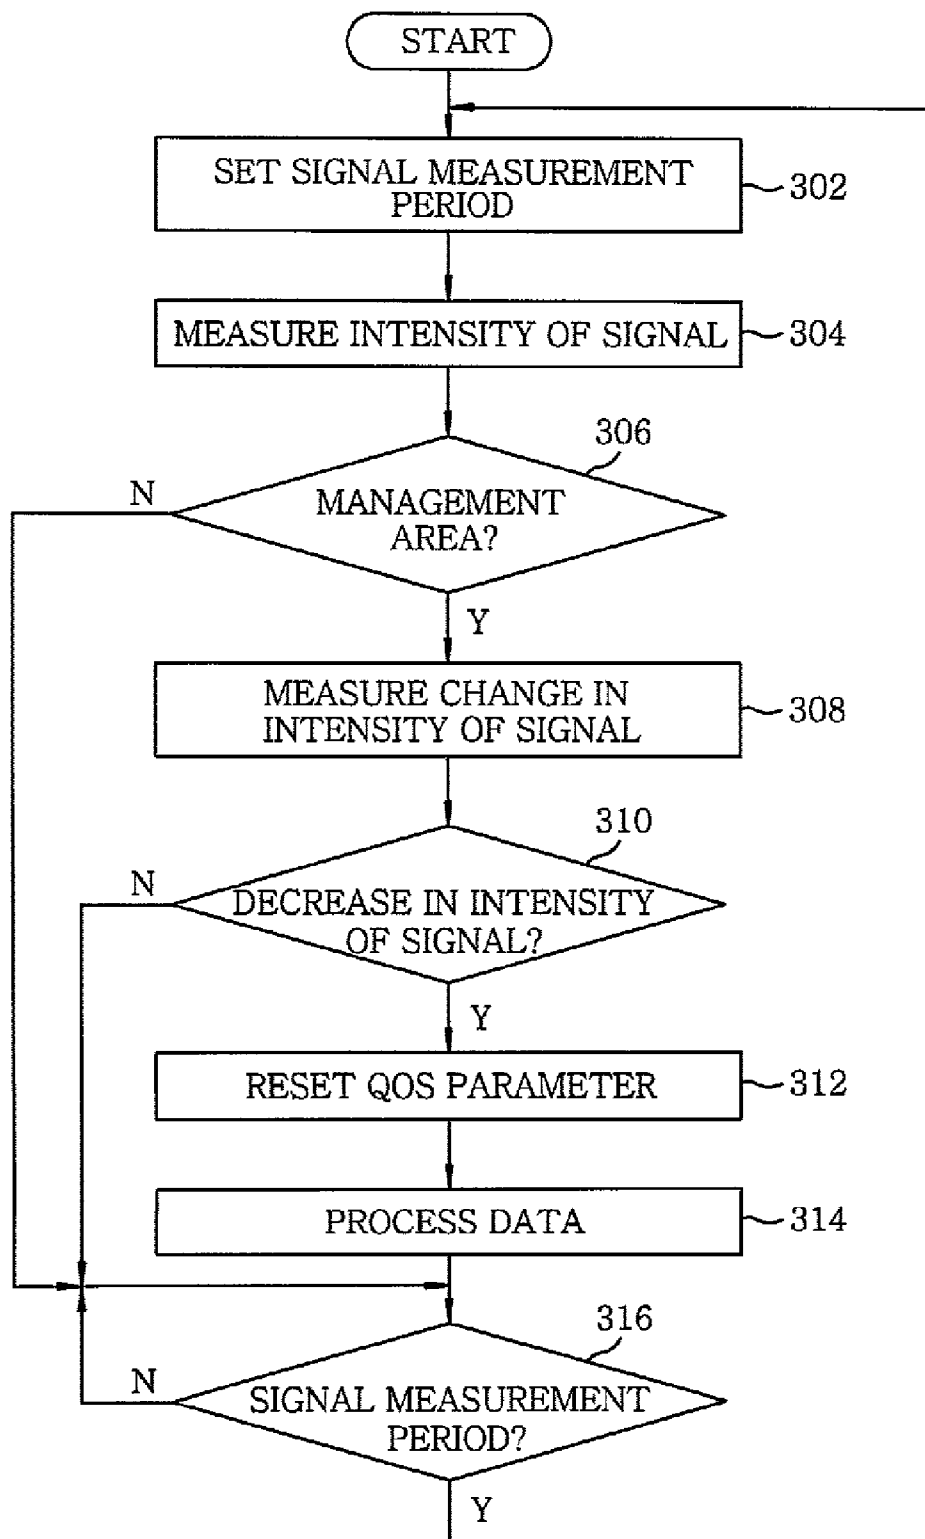 START
SET SIGNAL MEASUREMENT
PERIOD
302
MEASURE INTENSITY OF SIGNAL
304
306
N
MANAGEMENT
AREA?
Y
MEASURE CHANGE IN
INTENSITY OF SIGNAL
308
310
N
DECREASE IN INTENSITY
OF SIGNAL?
Y
RESET QOS PARAMETER
312
PROCESS DATA
314
316
N
SIGNAL MEASUREMENT
PERIOD?
Y